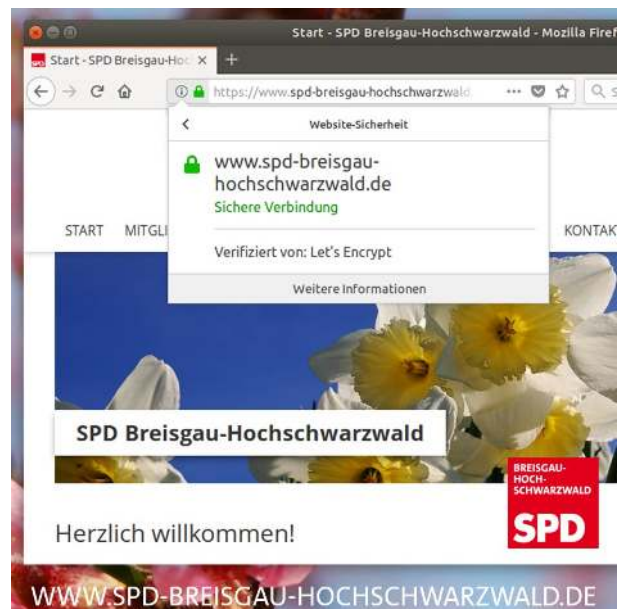 Start - SPD Breisgau-Hochschwarzwald - Mozilla Firef
Start - SPD Breisgau-Hoc
https://www.spd-breisgau-hochschwarzwald.
Website-Sicherheit
www.spd-breisgau-
hochschwarzwald.de
Sichere Verbindung
START MITGLI KONTAK
Verifiziert von: Let's Encrypt
Weitere Informationen
SPD Breisgau-Hochschwarzwald
BREISGAU-
HOCH-
SCHWARZWALD
SPD
Herzlich willkommen!
WWW.SPD-BREISGAU-HOCHSCHWARZWALD.DE